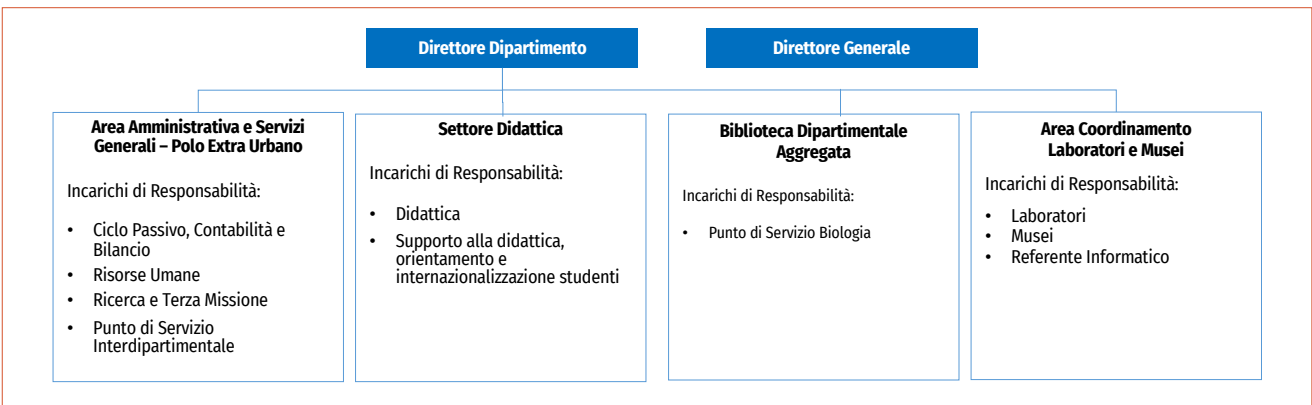 Direttore Dipartimento
Direttore Generale
Area Amministrativa e Servizi
Generali – Polo Extra Urbano
Incarichi di Responsabilità:
• Ciclo Passivo, Contabilità e
Bilancio
• Risorse Umane
• Ricerca e Terza Missione
• Punto di Servizio
Interdipartimentale
Settore Didattica
Incarichi di Responsabilità:
• Didattica
• Supporto alla didattica,
orientamento e
internazionalizzazione studenti
Biblioteca Dipartimentale
Aggregata
Incarichi di Responsabilità:
• Punto di Servizio Biologia
Area Coordinamento
Laboratori e Musei
Incarichi di Responsabilità:
• Laboratori
• Musei
• Referente Informatico